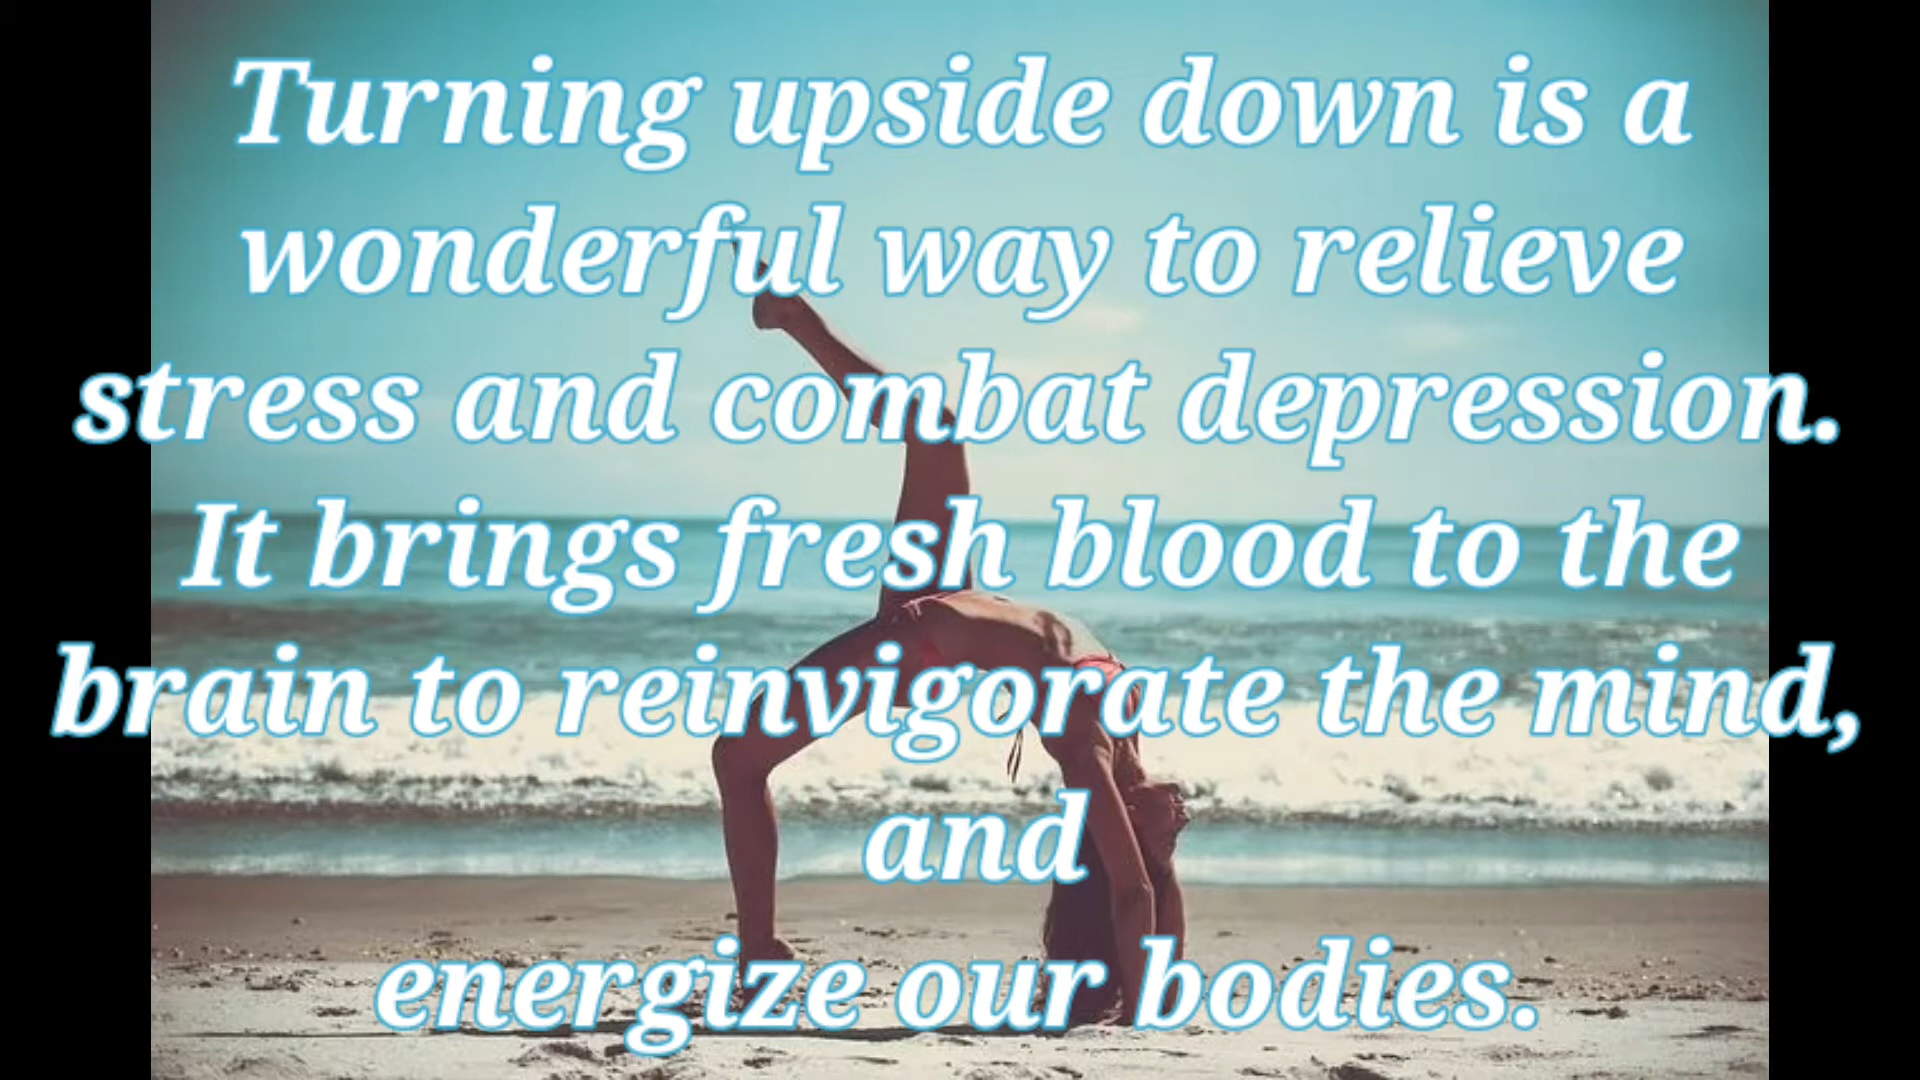 Turning upside down is a
wonderful way to relieve
stress and combat depression.
It brings fresh blood to the
brain to reinvigorate the mind,
and
energize our bodies.